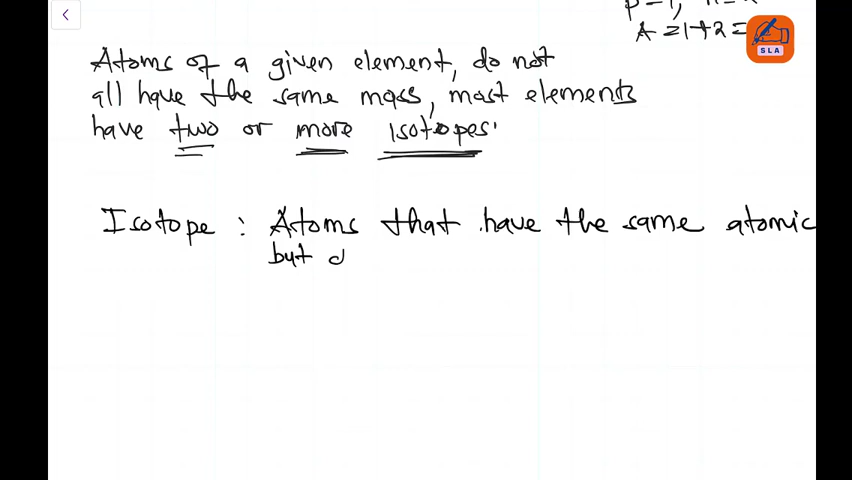 A = 1+2 =
SLA
Atoms of a given element, do not
all have the same mass, most elements
have two or more isotopes.
Isotope : Atoms that have the same atomic
but d